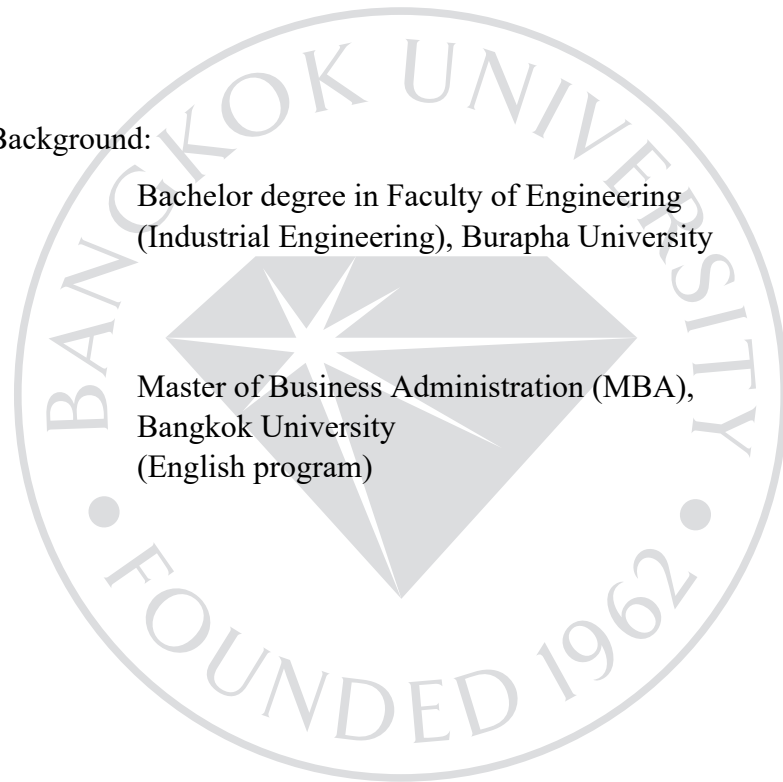 BANGKOK UNIVERSITY
Background:
Bachelor degree in Faculty of Engineering
(Industrial Engineering), Burapha University
Master of Business Administration (MBA),
Bangkok University
(English program)
• FOUNDED 1962 •